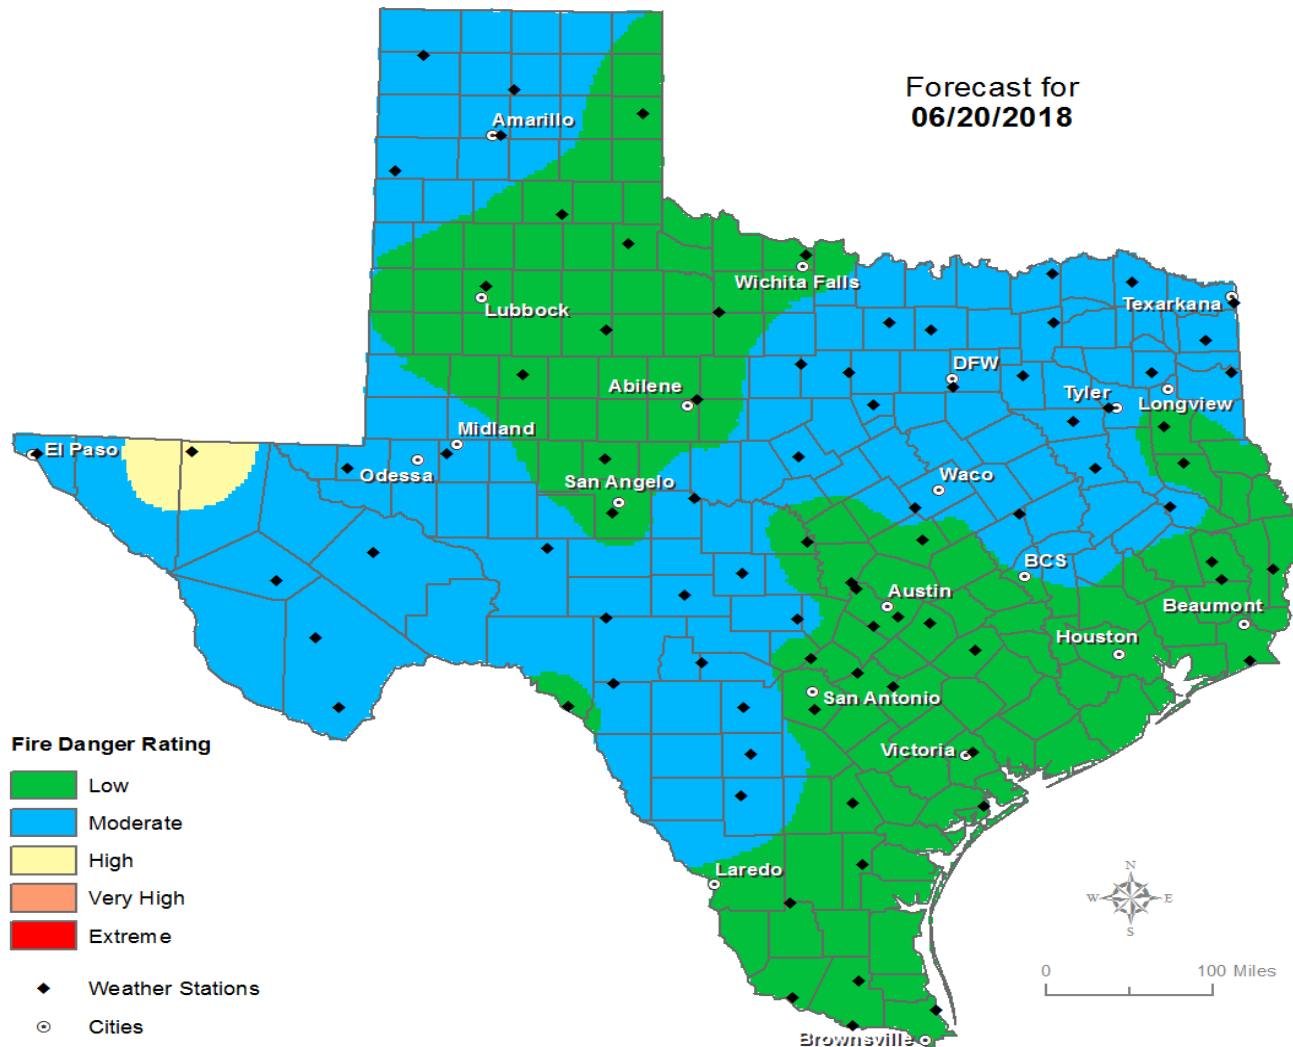 Forecast for
06/20/2018
Amarillo
Wichita Falls
Lubbock
Texarkana
DFW
Abilene
Tyler
Longview
Midland
El Paso
Odessa
San Angelo
Waco
BCS
Austin
Beaumont
Houston
San Antonio
Victoria
Laredo
Brownsville
Fire Danger Rating
Low
Moderate
High
Very High
Extreme
Weather Stations
Cities
N
W E
S
0 100 Miles